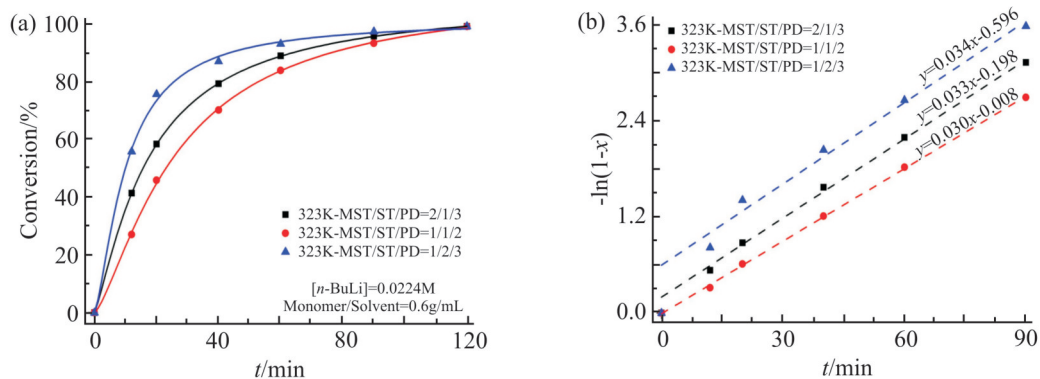 (a)
100
80
60
40
20
0
Conversion/%
323K-MST/ST/PD=2/1/3
323K-MST/ST/PD=1/1/2
323K-MST/ST/PD=1/2/3
[n-BuLi]=0.0224M
Monomer/Solvent=0.6g/mL
0 40 80 120
t/min
(b)
3.6
2.4
1.2
0.0
-ln(1-x)
323K-MST/ST/PD=2/1/3
323K-MST/ST/PD=1/1/2
323K-MST/ST/PD=1/2/3
y=0.034x-0.596
y=0.033x-0.198
y=0.030x-0.008
0 30 60 90
t/min